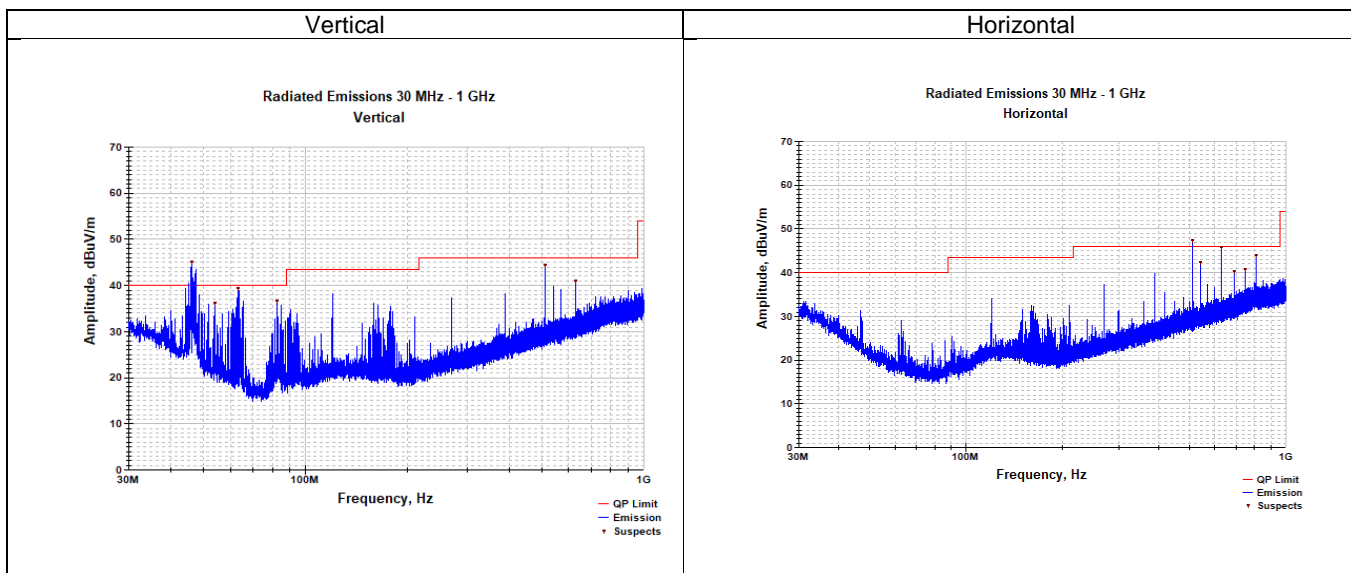 Vertical
Horizontal
Radiated Emissions 30 MHz - 1 GHz
Vertical
70
60
50
40
30
20
10
0
Amplitude, dBuV/m
30M
100M
1G
Frequency, Hz
QP Limit
Emission
Suspects
Radiated Emissions 30 MHz - 1 GHz
Horizontal
70
60
50
40
30
20
10
0
Amplitude, dBuV/m
30M
100M
1G
Frequency, Hz
QP Limit
Emission
Suspects